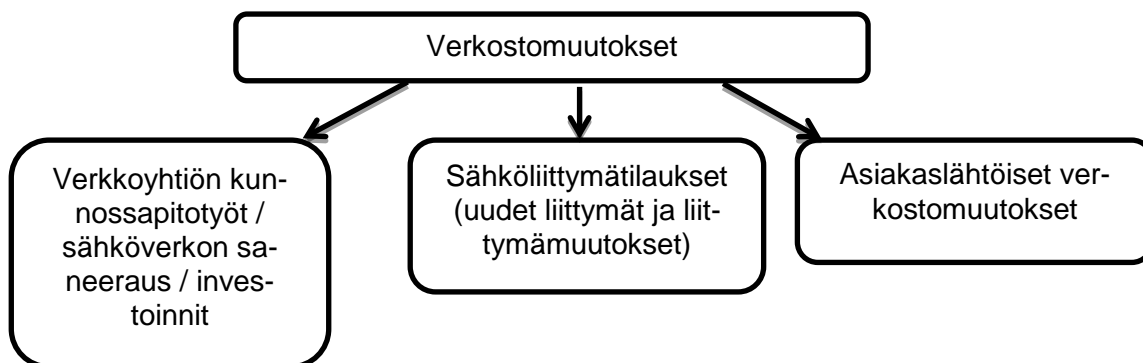 Verkostomuutokset
Verkkoyhtiön kun-
nossapitotyöt /
sähköverkon sa-
neeraus / inves-
toinnit
Sähköliittymätilaukset
(uudet liittymät ja liit-
tymämuutokset)
Asiakaslähtöiset ver-
kostomuutokset